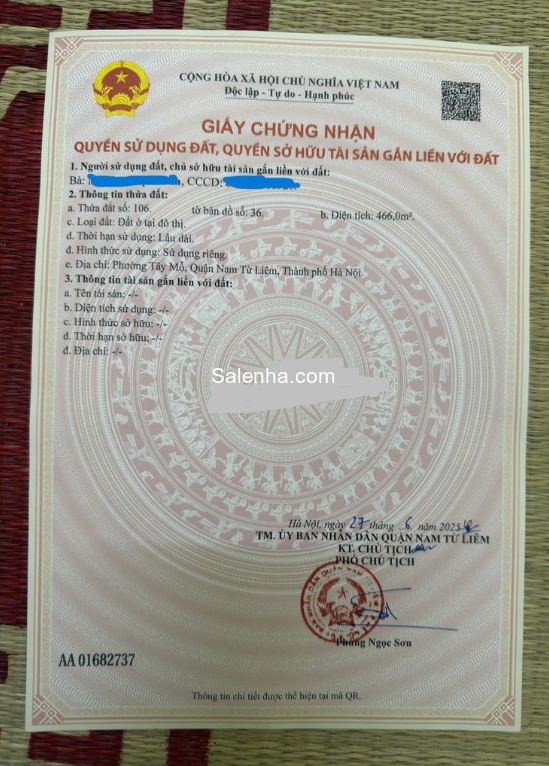 CỘNG HÒA XÃ HỘI CHỦ NGHĨA VIỆT NAM
Độc lập - Tự do - Hạnh phúc
GIẤY CHỨNG NHẬN
QUYỀN SỬ DỤNG ĐẤT, QUYỀN SỞ HỮU TÀI SẢN GẮN LIỀN VỚI ĐẤT
1. Người sử dụng đất, chủ sở hữu tài sản gắn liền với đất:
Bà: , CCCD:
2. Thông tin thửa đất:
a. Thửa đất số: 106. tờ bản đồ số: 36. b. Diện tích: 466,0m².
c. Loại đất: Đất ở tại đô thị.
d. Thời hạn sử dụng: Lâu dài.
đ. Hình thức sử dụng: Sử dụng riêng.
e. Địa chỉ: Phường Tây Mỗ, Quận Nam Từ Liêm, Thành phố Hà Nội.
3. Thông tin tài sản gắn liền với đất:
a. Tên tài sản: -/-
b. Diện tích sử dụng: -/-
c. Hình thức sở hữu: -/-
d. Thời hạn sở hữu: -/-
đ. Địa chỉ: -/-
Salenha.com
Hà Nội, ngày 27 tháng 6 năm 2025
TM. ỦY BAN NHÂN DÂN QUẬN NAM TỪ LIÊM
KT. CHỦ TỊCH
PHÓ CHỦ TỊCH
Phùng Ngọc Sơn
AA 01682737
Thông tin chi tiết được thể hiện tại mã QR.